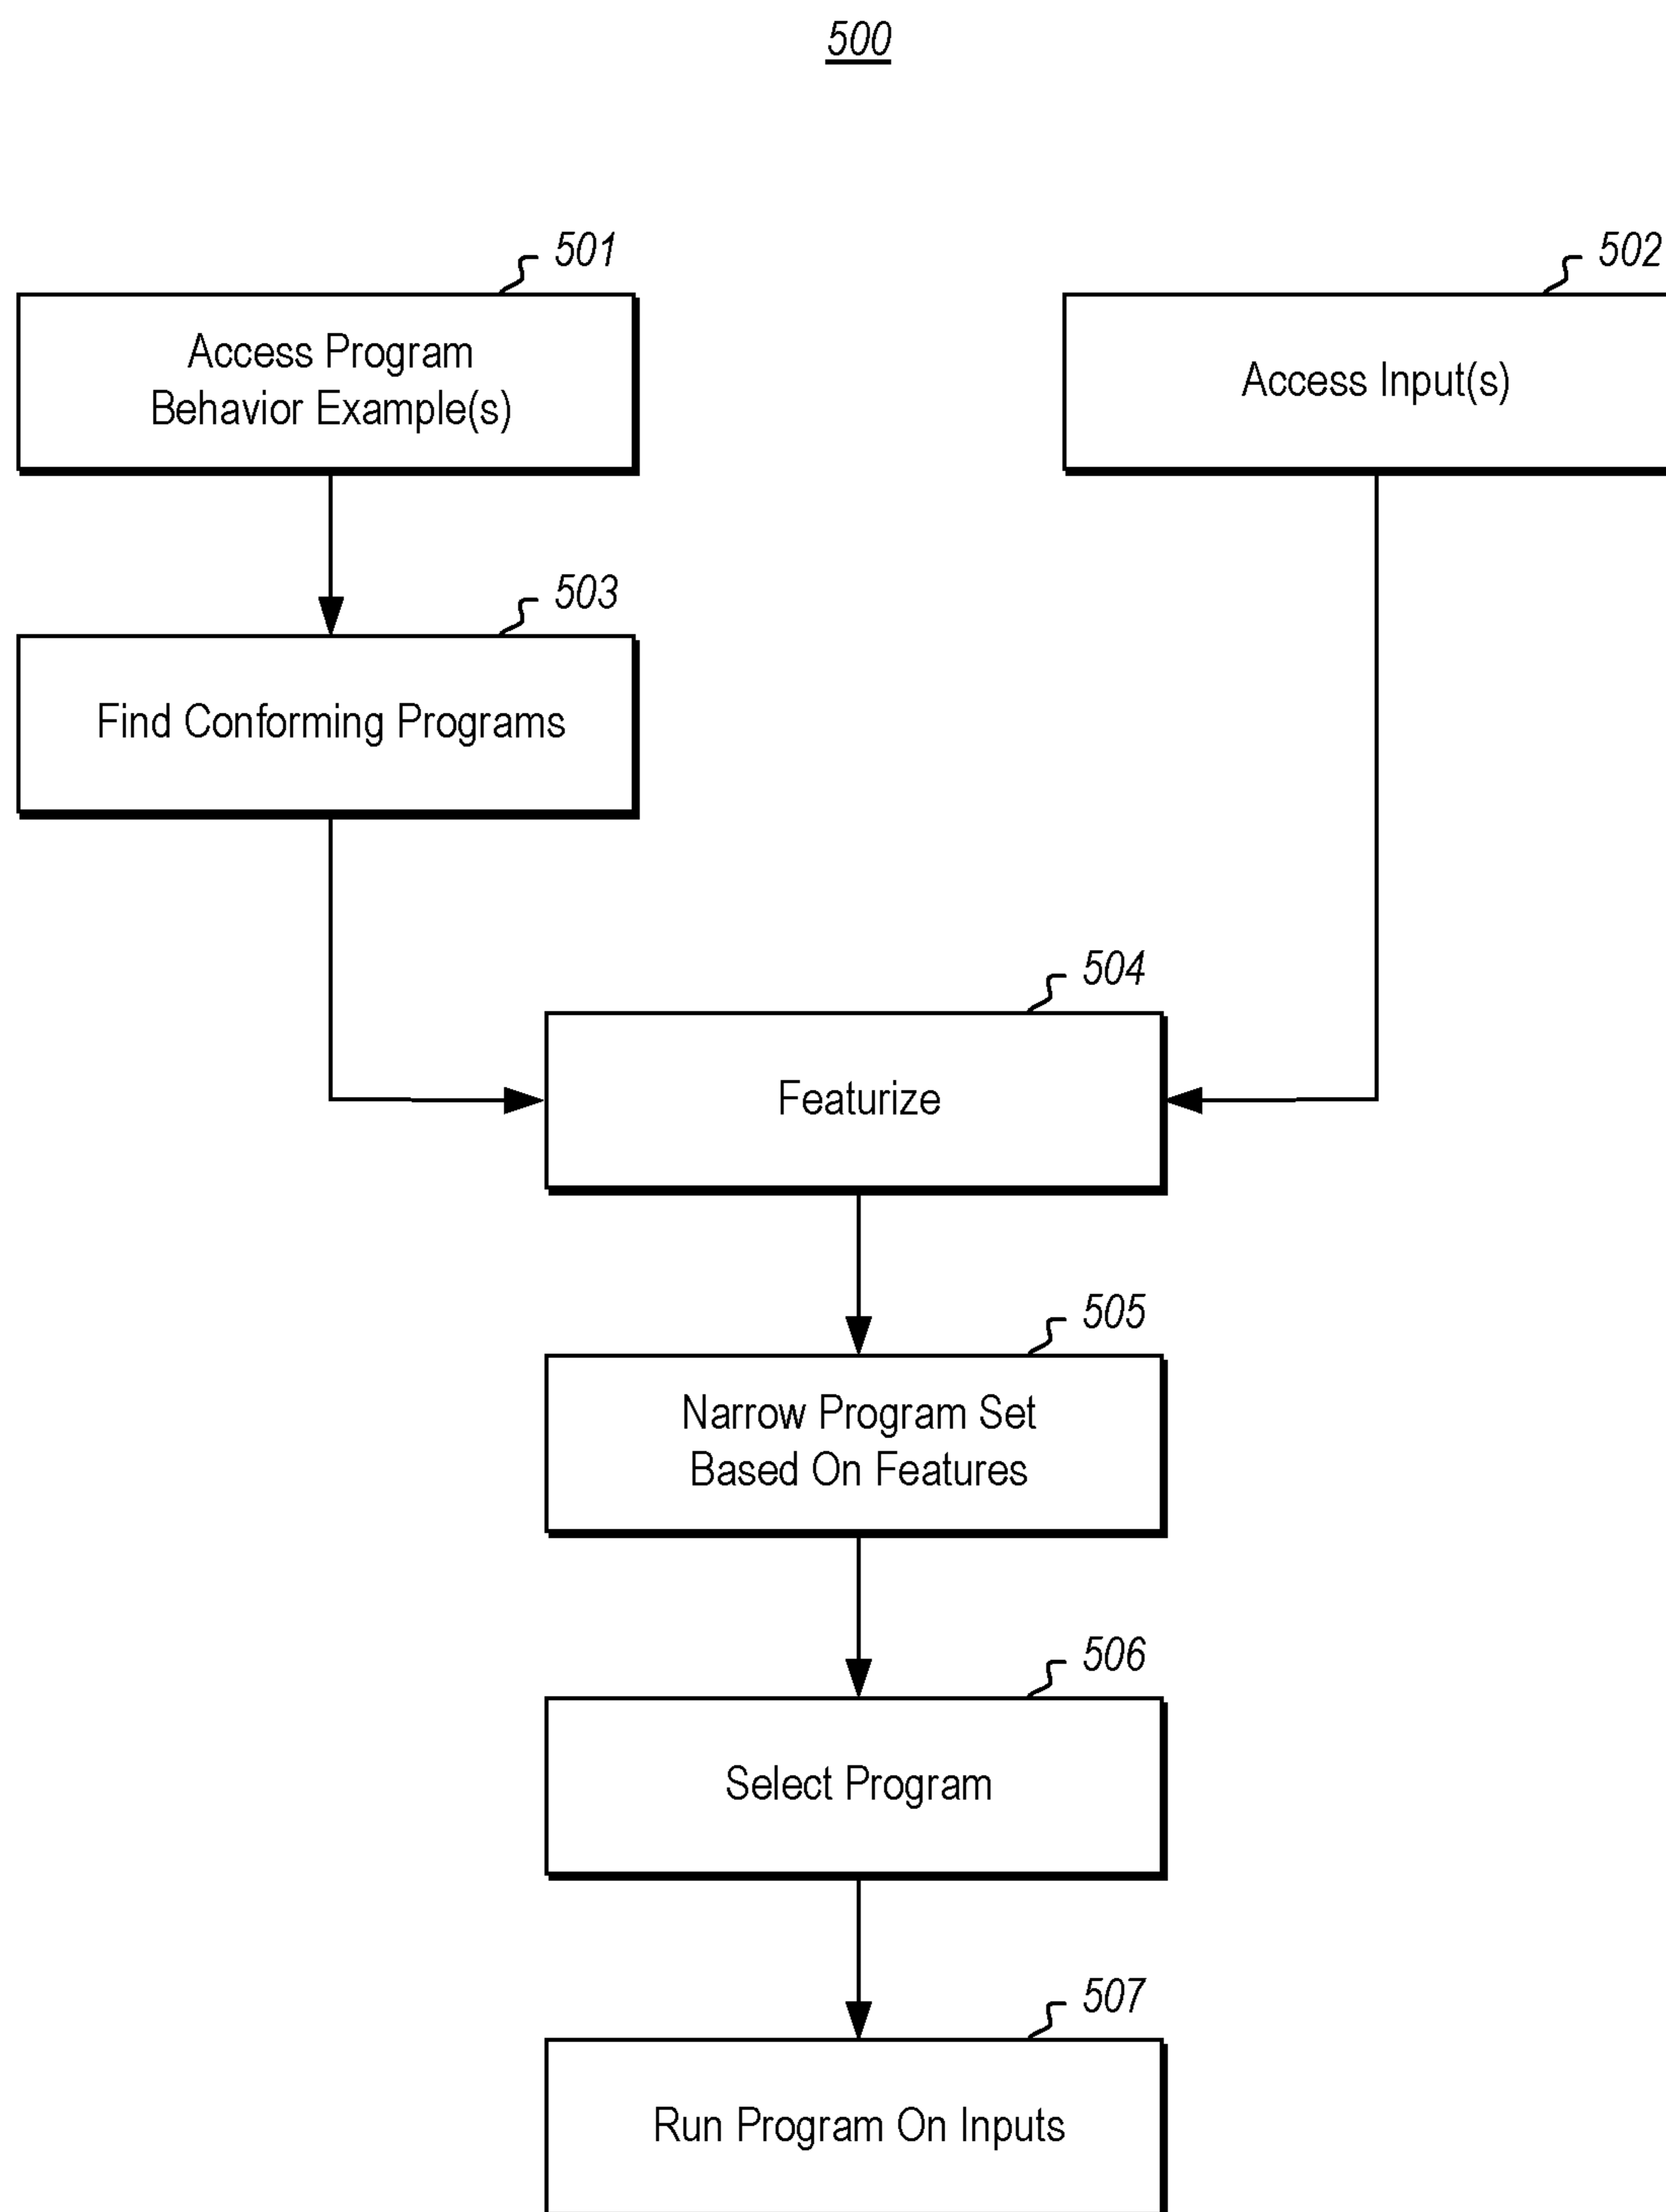 500
501
Access Program
Behavior Example(s)
502
Access Input(s)
503
Find Conforming Programs
504
Featurize
505
Narrow Program Set
Based On Features
506
Select Program
507
Run Program On Inputs